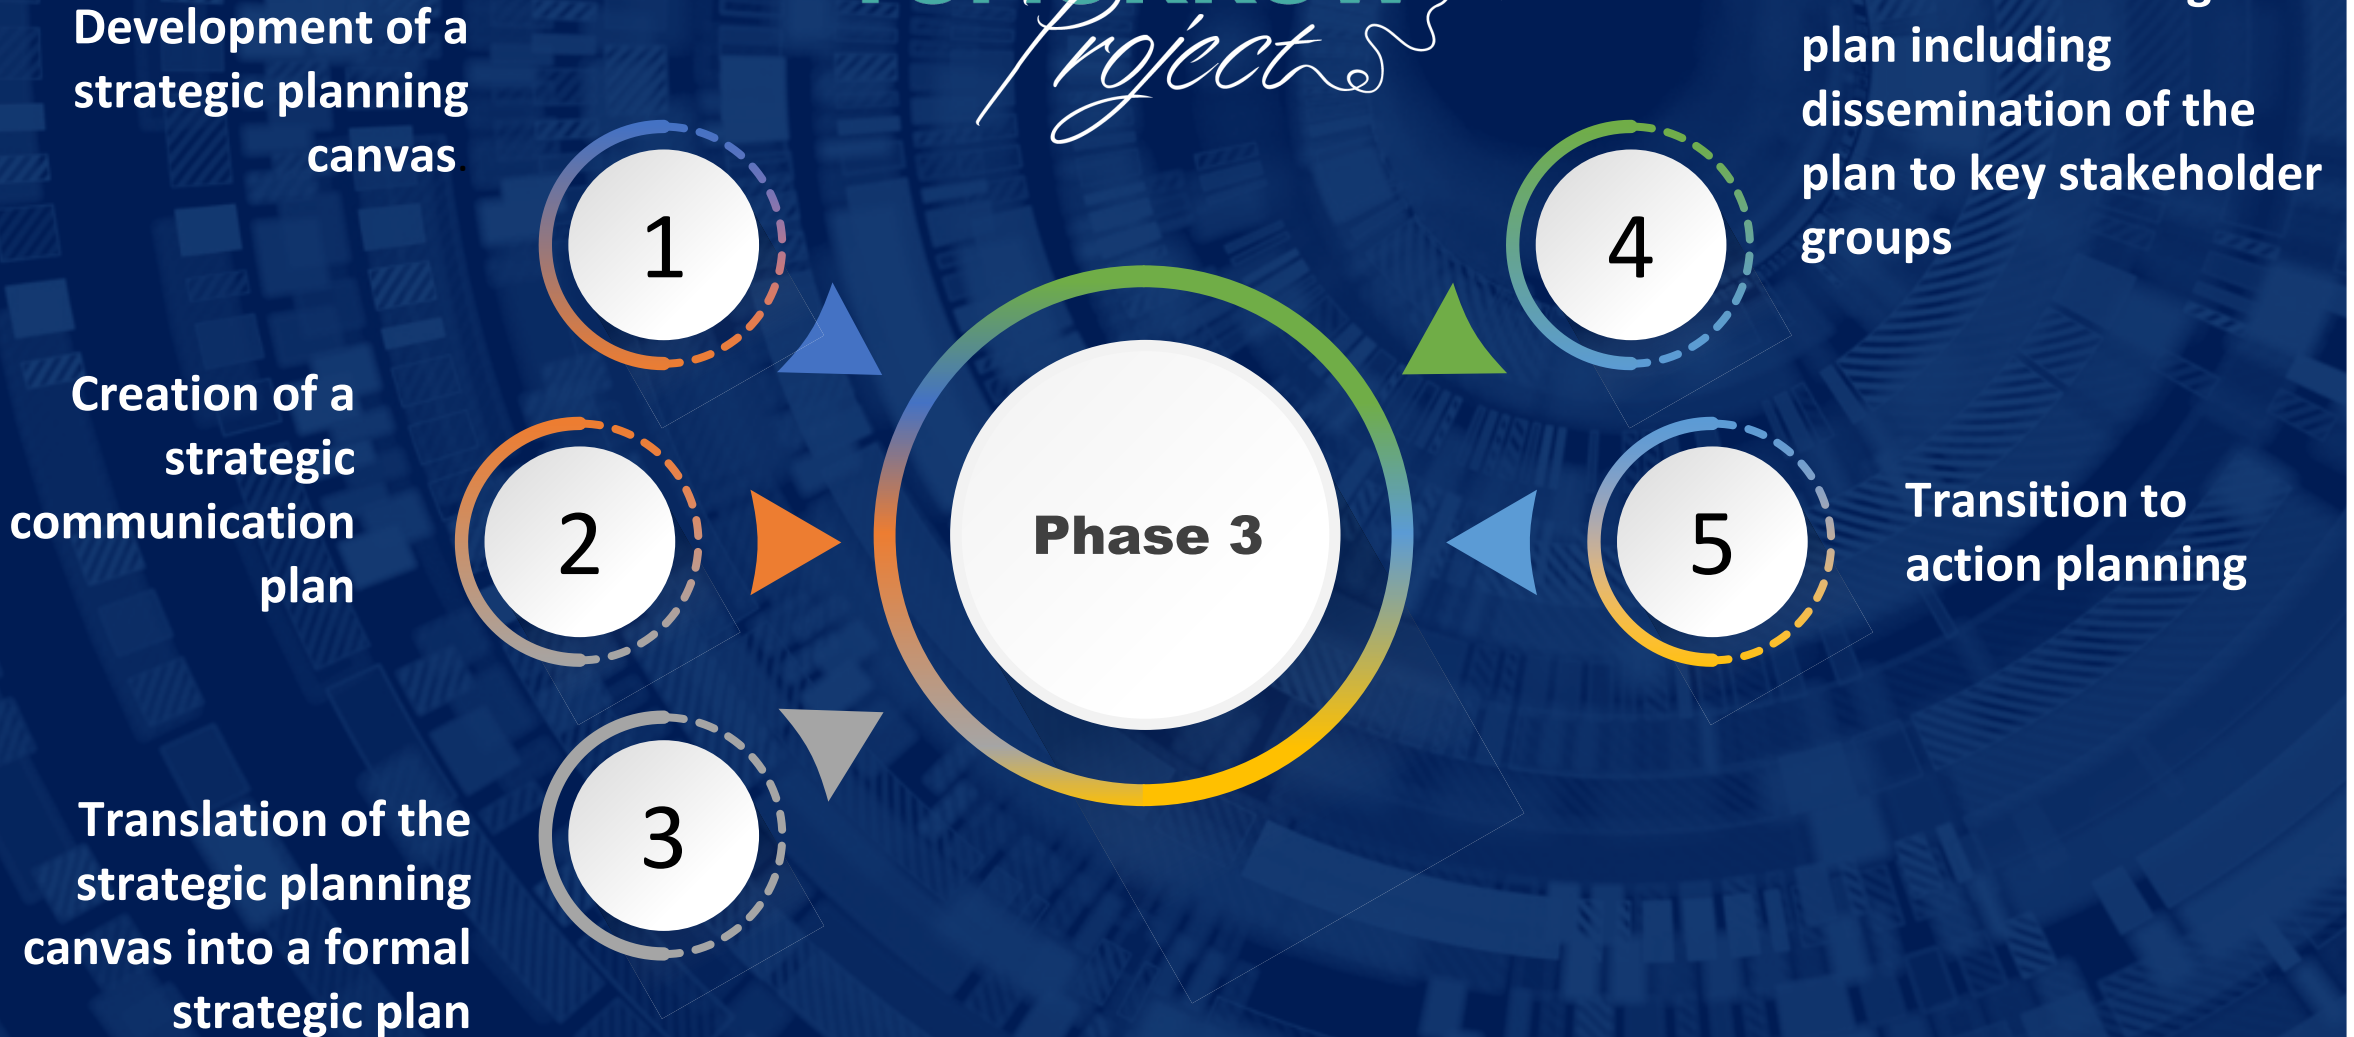 Project
Development of a
strategic planning
canvas.
1
Creation of a
strategic
communication
plan
2
Translation of the
strategic planning
canvas into a formal
strategic plan
3
Phase 3
4
plan including
dissemination of the
plan to key stakeholder
groups
5
Transition to
action planning